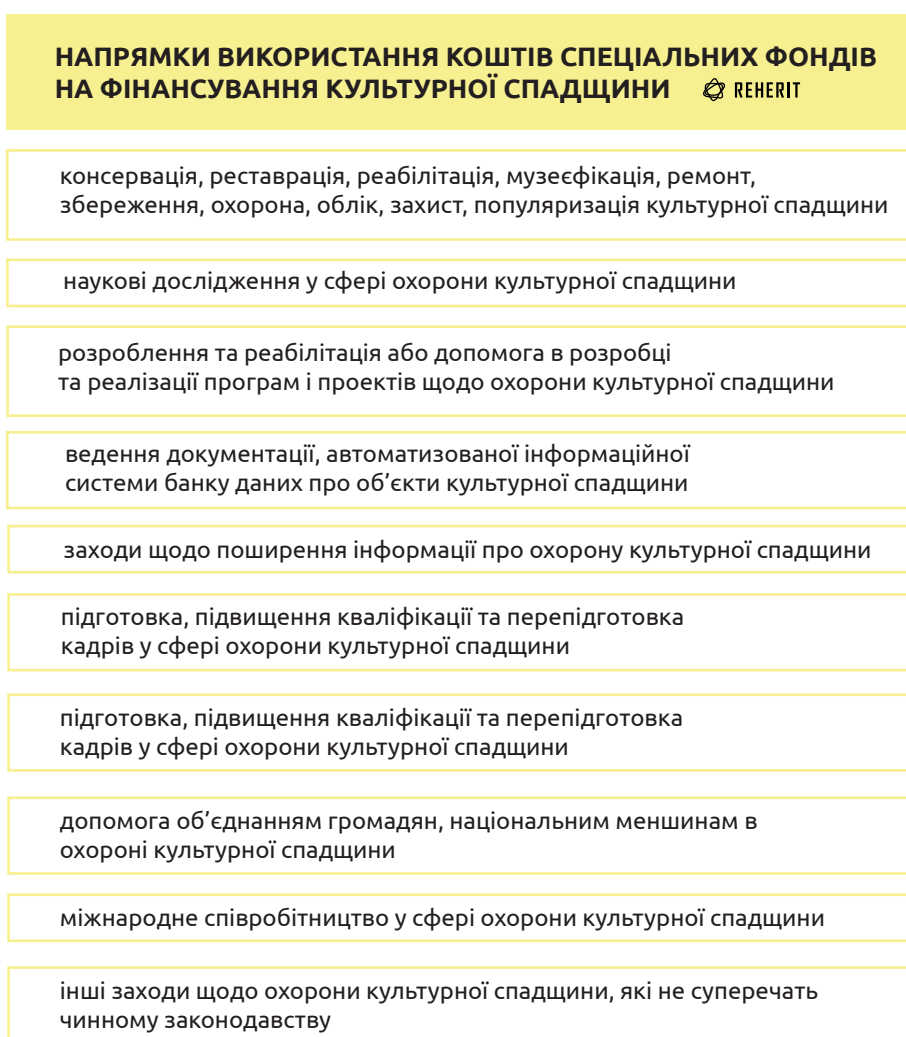 НАПРЯМКИ ВИКОРИСТАННЯ КОШТІВ СПЕЦІАЛЬНИХ ФОНДІВ
НА ФІНАНСУВАННЯ КУЛЬТУРНОЇ СПАДЩИНИ REHERIT
консервація, реставрація, реабілітація, музеєфікація, ремонт,
збереження, охорона, облік, захист, популяризація культурної спадщини
наукові дослідження у сфері охорони культурної спадщини
розроблення та реабілітація або допомога в розробці
та реалізації програм і проектів щодо охорони культурної спадщини
ведення документації, автоматизованої інформаційної
системи банку даних про об’єкти культурної спадщини
заходи щодо поширення інформації про охорону культурної спадщини
підготовка, підвищення кваліфікації та перепідготовка
кадрів у сфері охорони культурної спадщини
підготовка, підвищення кваліфікації та перепідготовка
кадрів у сфері охорони культурної спадщини
допомога об’єднанням громадян, національним меншинам в
охороні культурної спадщини
міжнародне співробітництво у сфері охорони культурної спадщини
інші заходи щодо охорони культурної спадщини, які не суперечать
чинному законодавству